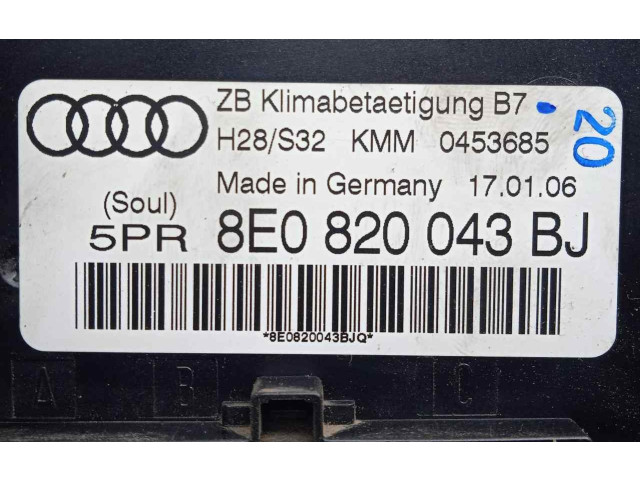 ZB Klimabetaetigung B7
H28/S32 KMM 0453685
20
Made in Germany 17.01.06
(Soul)
5PR 8E0 820 043 BJ
*8E0820043BJQ*
A B C